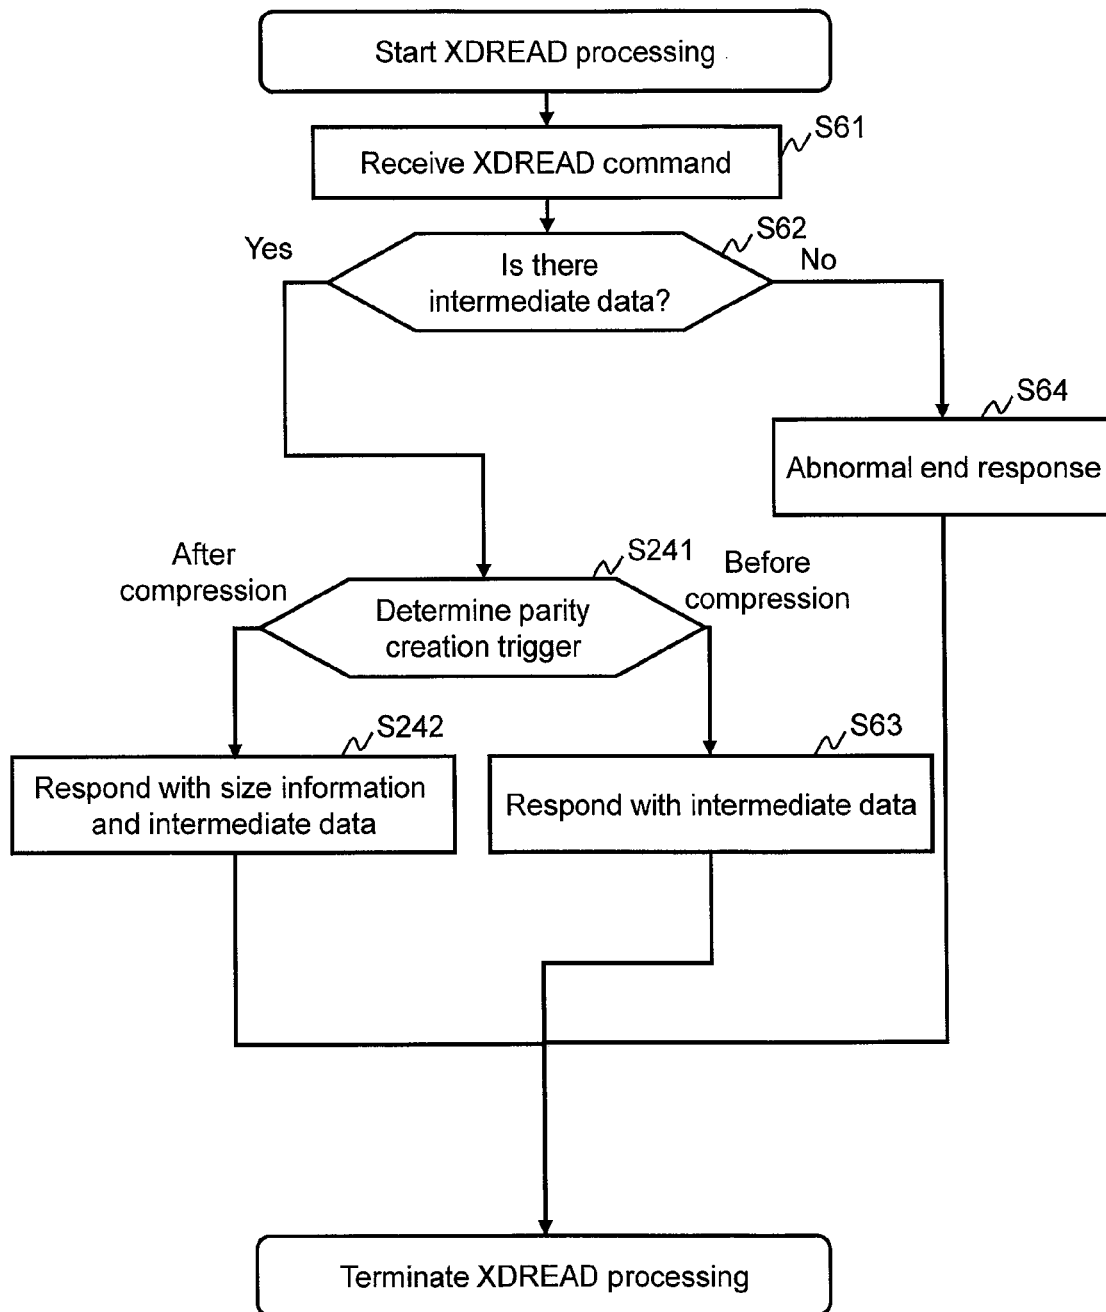 Start XDREAD processing
S61
Receive XDREAD command
S62
Yes
No
Is there
intermediate data?
S64
Abnormal end response
S241
After
compression
Before
compression
Determine parity
creation trigger
S242
S63
Respond with size information
and intermediate data
Respond with intermediate data
Terminate XDREAD processing